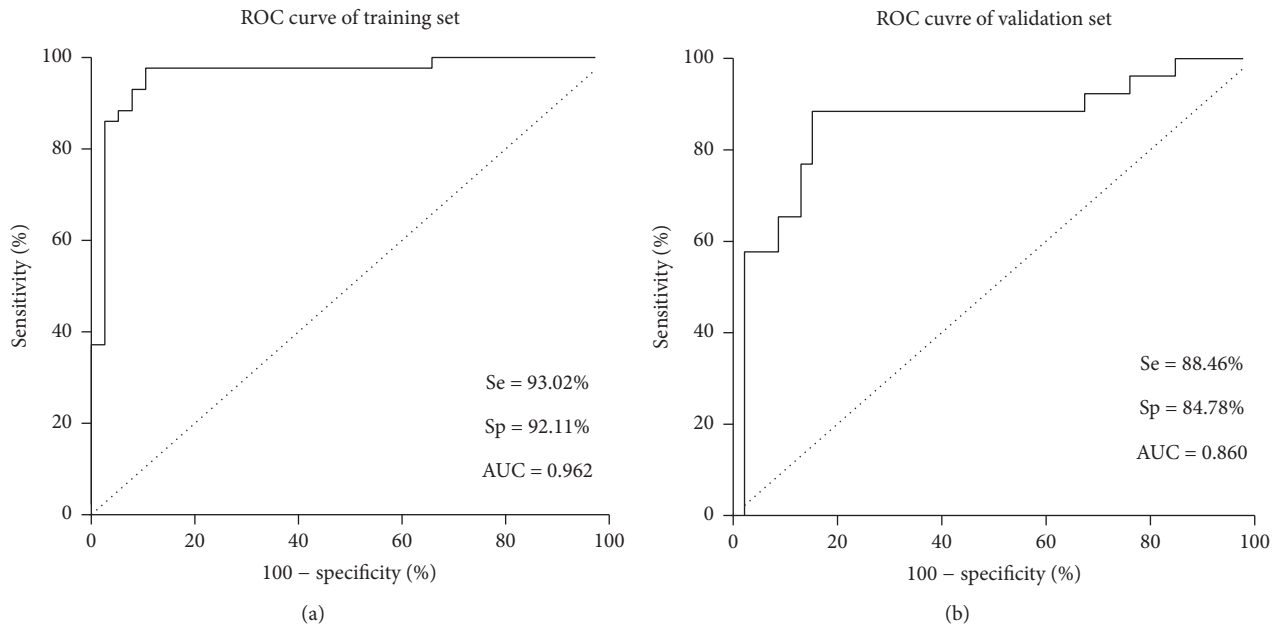 ROC curve of training set
100
80
60
40
20
0
Sensitivity (%)
Se = 93.02%
Sp = 92.11%
AUC = 0.962
0 20 40 60 80 100
100 − specificity (%)
(a)
ROC cuvre of validation set
100
80
60
40
20
0
Sensitivity (%)
Se = 88.46%
Sp = 84.78%
AUC = 0.860
0 20 40 60 80 100
100 − specificity (%)
(b)